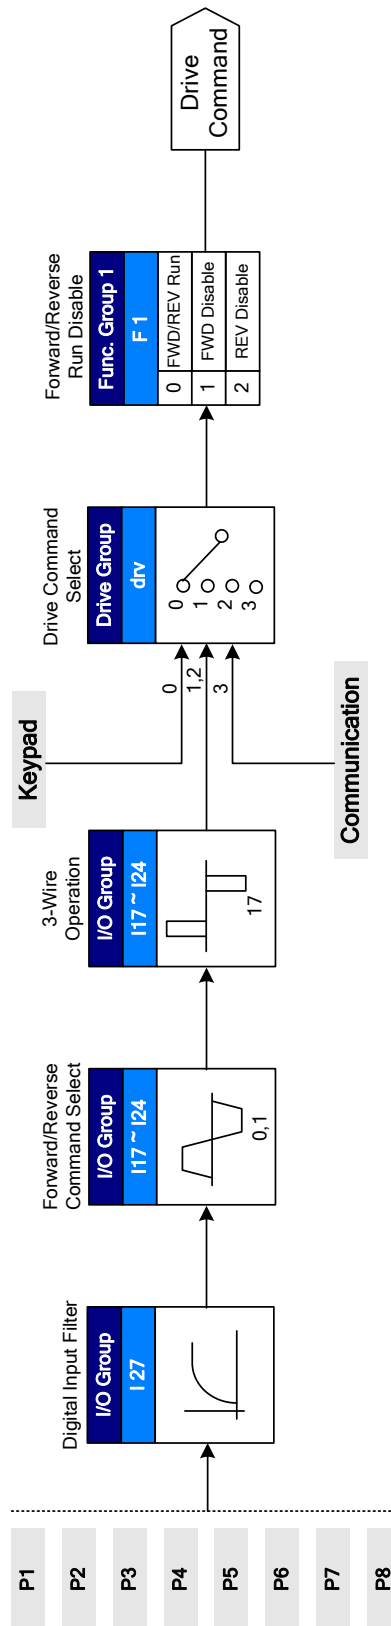 P1
P2
P3
P4
P5
P6
P7
P8
Digital Input Filter
I/O Group
I 27
Forward/Reverse
Command Select
I/O Group
I17 ~ I24
0,1
3-Wire
Operation
I/O Group
I17 ~ I24
17
Keypad
Communication
0
1,2
3
Drive Command
Select
Drive Group
drv
0
1
2
3
Forward/Reverse
Run Disable
Func. Group 1
F 1
0 FWD/REV Run
1 FWD Disable
2 REV Disable
Drive
Command